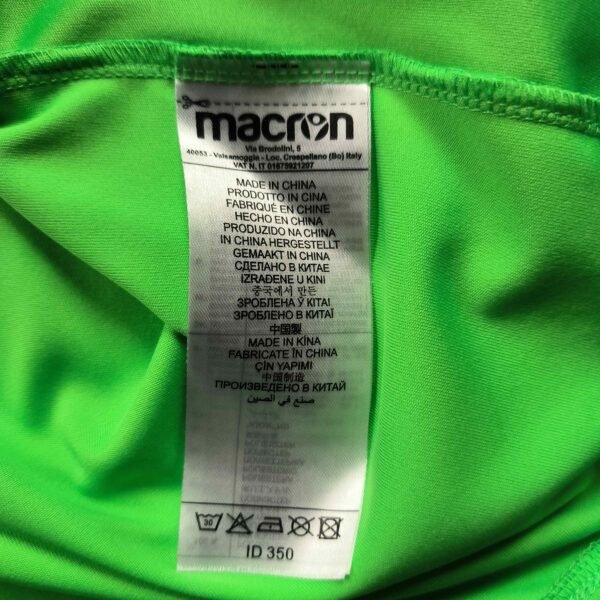 macron
Via Brodolini, 5
40053 - Valsamoggia - Loc. Crespellano (Bo) Italy
VAT N. IT 01675921207
MADE IN CHINA
PRODOTTO IN CINA
FABRIQUÉ EN CHINE
HECHO EN CHINA
PRODUZIDO NA CHINA
IN CHINA HERGESTELLT
GEMAAKT IN CHINA
СДЕЛАНО В КИТАЕ
IZRAĐENE U KINI
중국에서 만든
ЗРОБЛЕНА Ў КІТАІ
ЗРОБЛЕНО В КИТАЇ
中国製
MADE IN KÍNA
FABRICATE ÎN CHINA
ÇİN YAPIMI
中国制造
ПРОИЗВЕДЕНО В КИТАЙ
صنع في الصين
30
ID 350